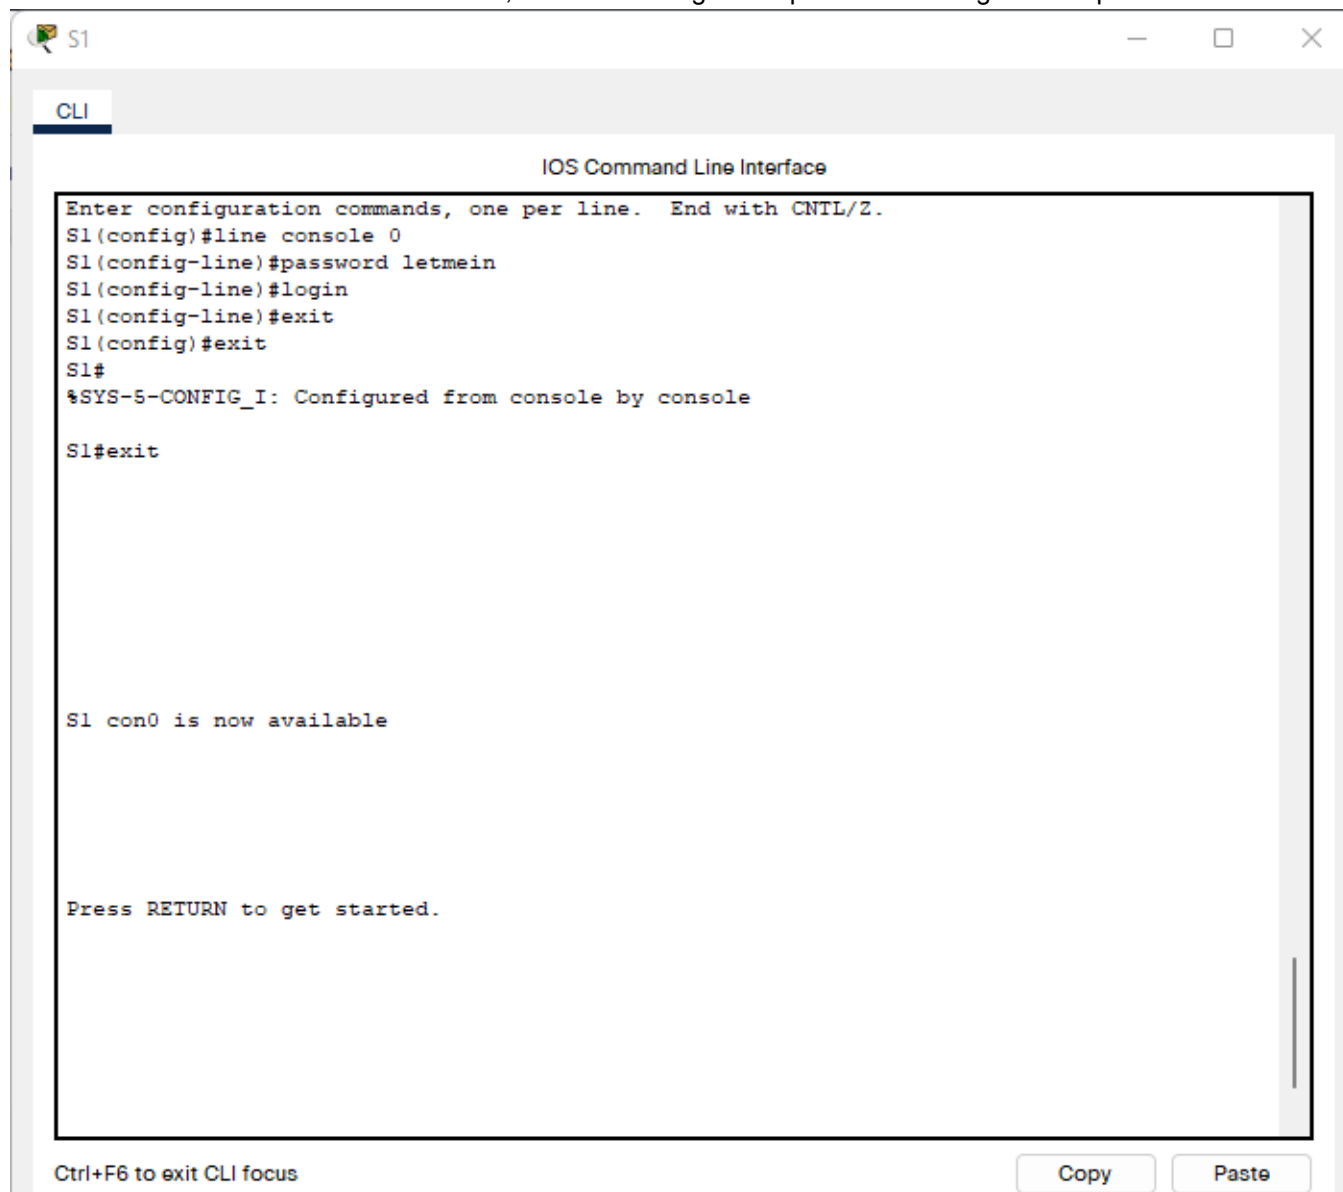 S1
CLI
IOS Command Line Interface
Enter configuration commands, one per line.  End with CNTL/Z.
S1(config)#line console 0
S1(config-line)#password letmein
S1(config-line)#login
S1(config-line)#exit
S1(config)#exit
S1#
%SYS-5-CONFIG_I: Configured from console by console
S1#exit
S1 con0 is now available
Press RETURN to get started.
Ctrl+F6 to exit CLI focus
Copy
Paste